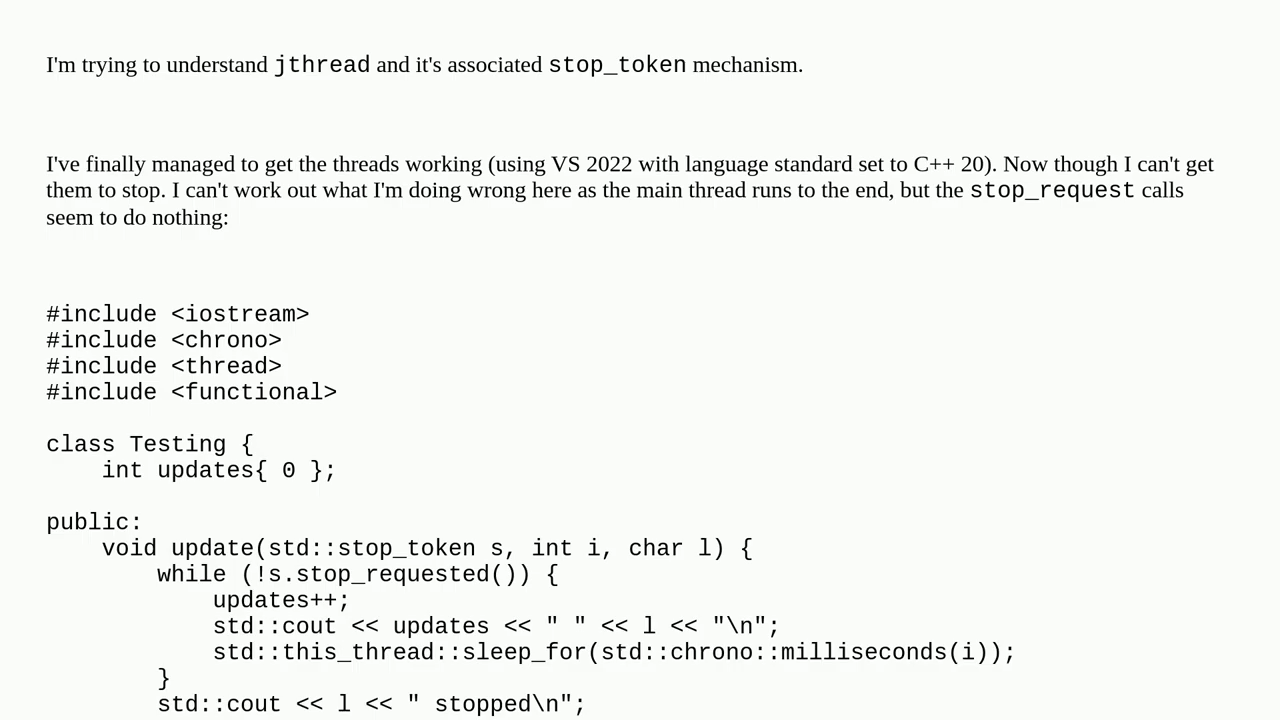 I'm trying to understand jthread and it's associated stop_token mechanism.
I've finally managed to get the threads working (using VS 2022 with language standard set to C++ 20). Now though I can't get
them to stop. I can't work out what I'm doing wrong here as the main thread runs to the end, but the stop_request calls
seem to do nothing:
#include <iostream>
#include <chrono>
#include <thread>
#include <functional>
class Testing {
    int updates{ 0 };
public:
    void update(std::stop_token s, int i, char l) {
        while (!s.stop_requested()) {
            updates++;
            std::cout << updates << " " << l << "\n";
            std::this_thread::sleep_for(std::chrono::milliseconds(i));
        }
        std::cout << l << " stopped\n";